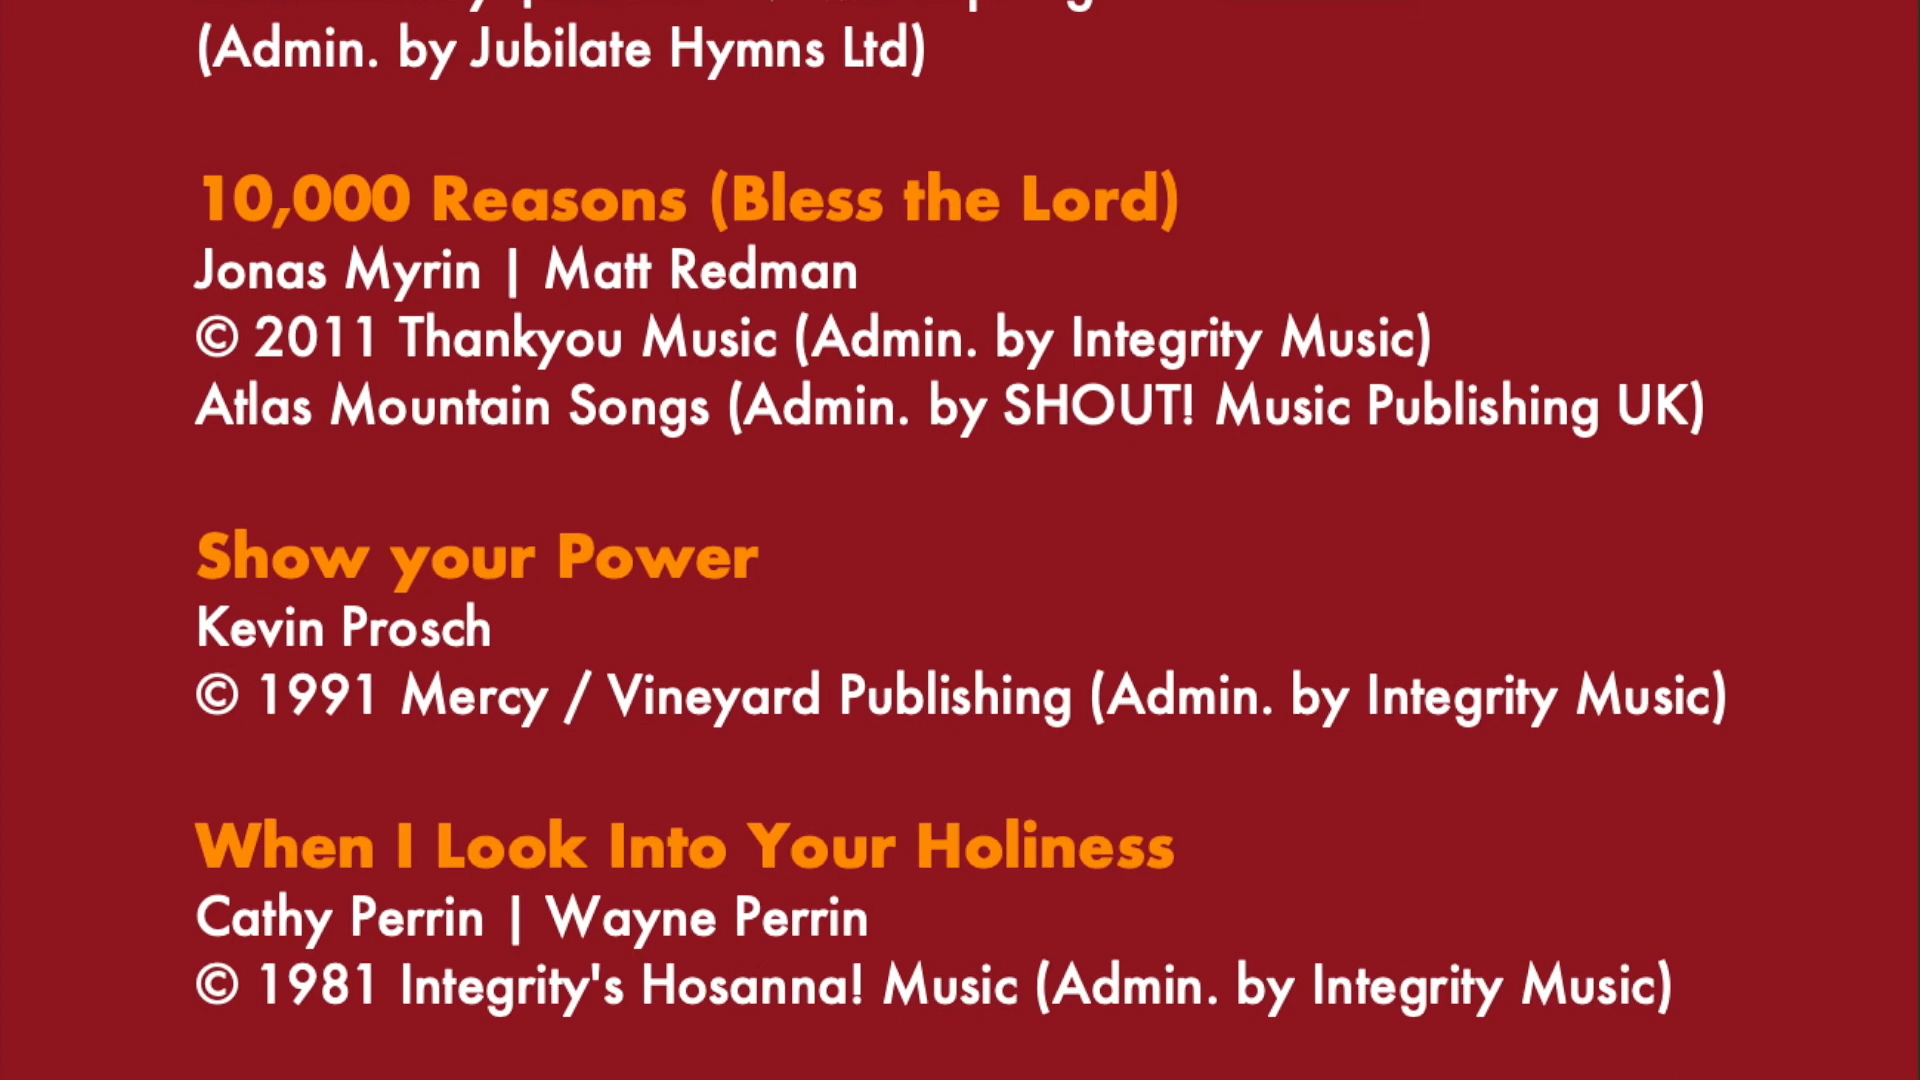 (Admin. by Jubilate Hymns Ltd)
10,000 Reasons (Bless the Lord)
Jonas Myrin | Matt Redman
© 2011 Thankyou Music (Admin. by Integrity Music)
Atlas Mountain Songs (Admin. by SHOUT! Music Publishing UK)
Show your Power
Kevin Prosch
© 1991 Mercy / Vineyard Publishing (Admin. by Integrity Music)
When I Look Into Your Holiness
Cathy Perrin | Wayne Perrin
© 1981 Integrity's Hosanna! Music (Admin. by Integrity Music)